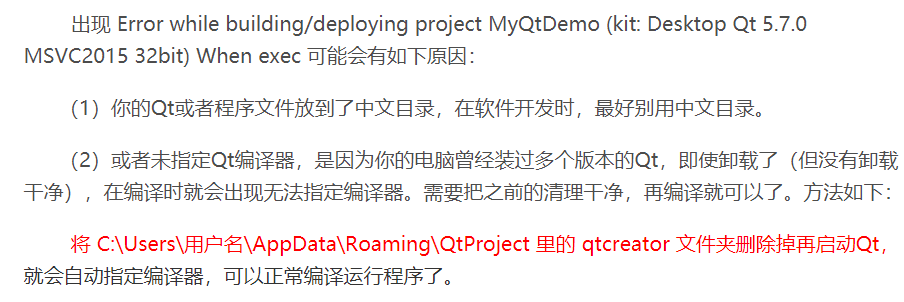 出现 Error while building/deploying project MyQtDemo (kit: Desktop Qt 5.7.0
MSVC2015 32bit) When exec 可能会有如下原因：
（1）你的Qt或者程序文件放到了中文目录，在软件开发时，最好别用中文目录。
（2）或者未指定Qt编译器，是因为你的电脑曾经装过多个版本的Qt，即使卸载了（但没有卸载
干净），在编译时就会出现无法指定编译器。需要把之前的清理干净，再编译就可以了。方法如下：
将 C:\Users\用户名\AppData\Roaming\QtProject 里的 qtcreator 文件夹删除掉再启动Qt，
就会自动指定编译器，可以正常编译运行程序了。